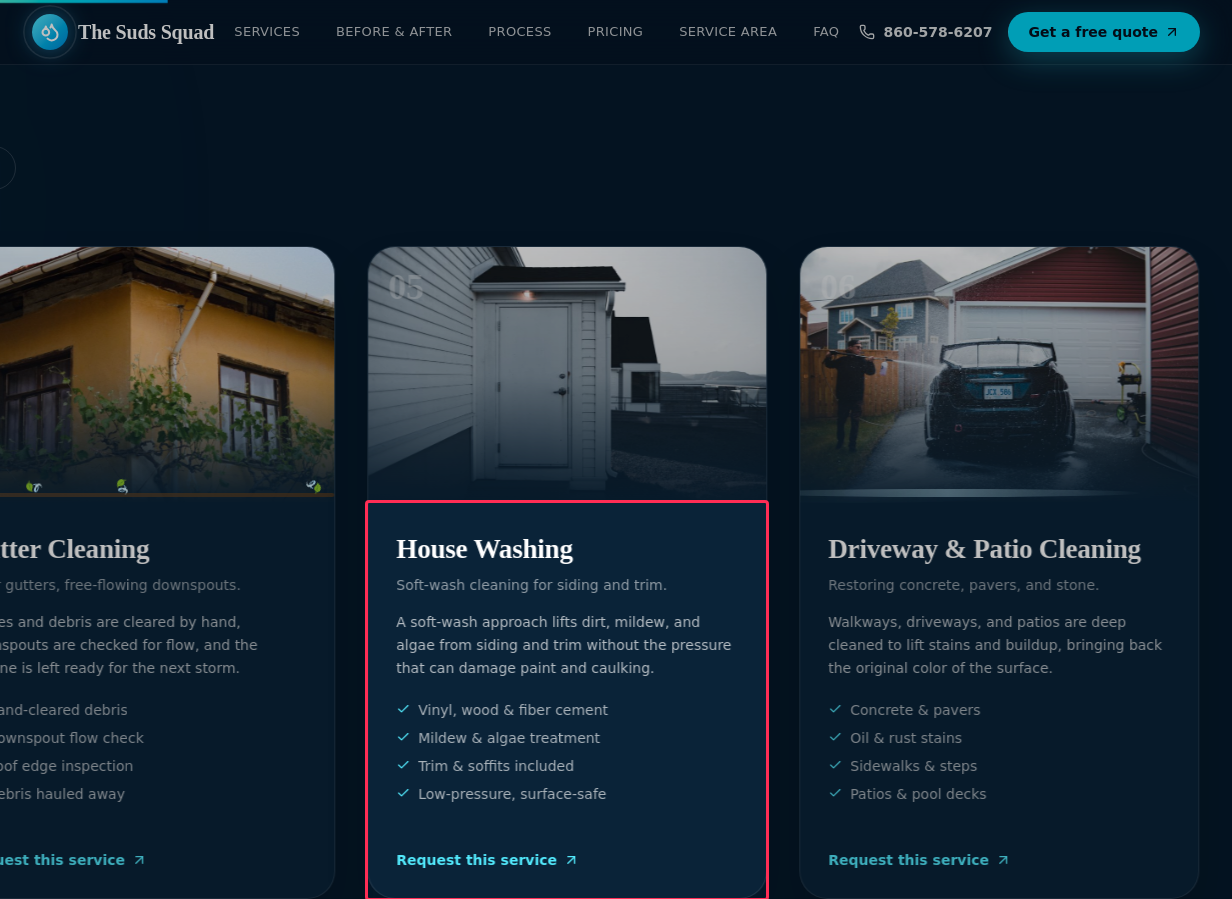 The Suds Squad
SERVICES
BEFORE & AFTER
PROCESS
PRICING
SERVICE AREA
FAQ
860-578-6207
Get a free quote
05
06
tter Cleaning
gutters, free-flowing downspouts.
es and debris are cleared by hand,
nspouts are checked for flow, and the
ne is left ready for the next storm.
and-cleared debris
ownspout flow check
oof edge inspection
ebris hauled away
uest this service
House Washing
Soft-wash cleaning for siding and trim.
A soft-wash approach lifts dirt, mildew, and
algae from siding and trim without the pressure
that can damage paint and caulking.
Vinyl, wood & fiber cement
Mildew & algae treatment
Trim & soffits included
Low-pressure, surface-safe
Request this service
Driveway & Patio Cleaning
Restoring concrete, pavers, and stone.
Walkways, driveways, and patios are deep
cleaned to lift stains and buildup, bringing back
the original color of the surface.
Concrete & pavers
Oil & rust stains
Sidewalks & steps
Patios & pool decks
Request this service